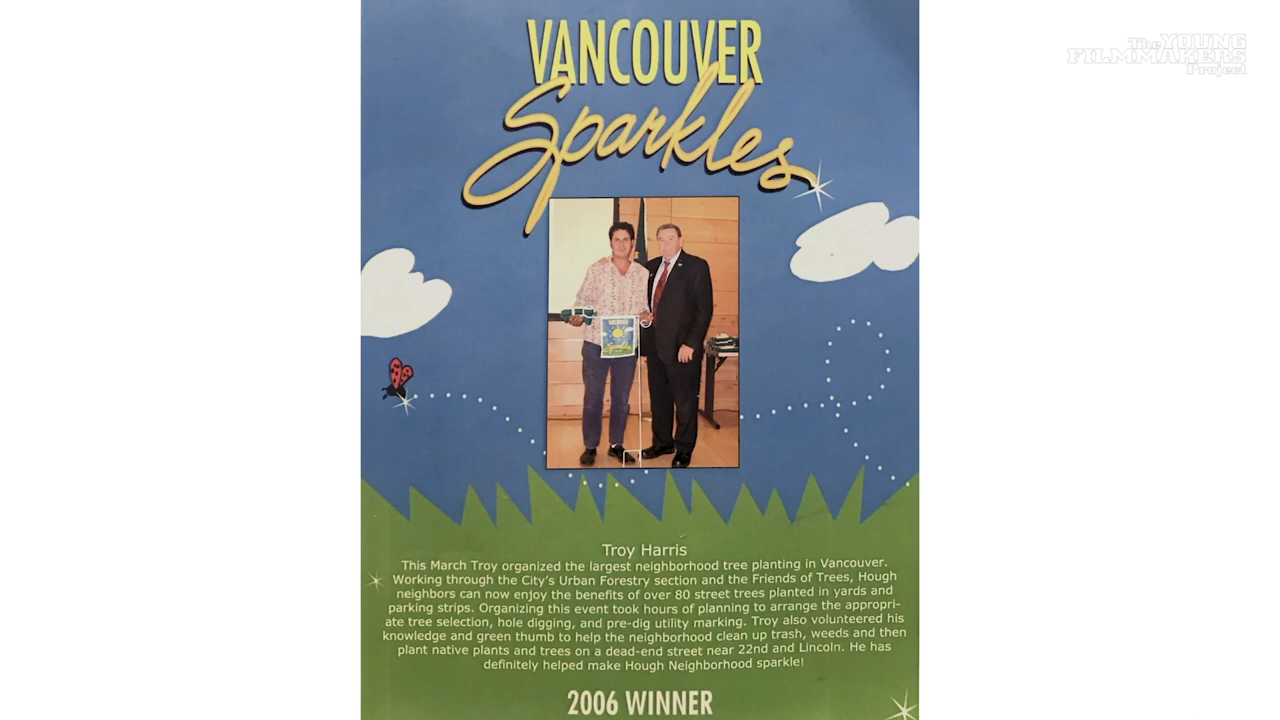 The YOUNG
FILMMAKERS
Project
VANCOUVER
Sparkles
VANCOUVER
Sparkles
Troy Harris
This March Troy organized the largest neighborhood tree planting in Vancouver.
Working through the City's Urban Forestry section and the Friends of Trees, Hough
neighbors can now enjoy the benefits of over 80 street trees planted in yards and
parking strips. Organizing this event took hours of planning to arrange the appropri-
ate tree selection, hole digging, and pre-dig utility marking. Troy also volunteered his
knowledge and green thumb to help the neighborhood clean up trash, weeds and then
plant native plants and trees on a dead-end street near 22nd and Lincoln. He has
definitely helped make Hough Neighborhood sparkle!
2006 WINNER